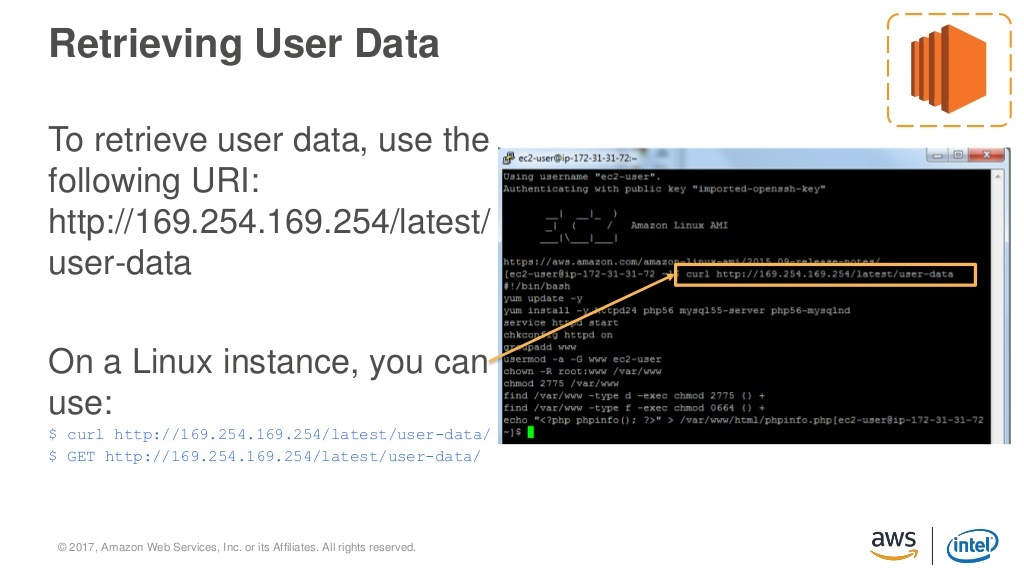 Retrieving User Data
To retrieve user data, use the
following URI:
http://169.254.169.254/latest/
user-data
On a Linux instance, you can
use:
$ curl http://169.254.169.254/latest/user-data/
$ GET http://169.254.169.254/latest/user-data/
ec2-user@ip-172-31-31-72:~
Using username "ec2-user".
Authenticating with public key "imported-openssh-key"
__|  __|_  )
_|  (     /   Amazon Linux AMI
___|\___|___|
https://aws.amazon.com/amazon-linux-ami/2015.09-release-notes/
[ec2-user@ip-172-31-31-72 ~]$ curl http://169.254.169.254/latest/user-data
#!/bin/bash
yum update -y
yum install -y httpd24 php56 mysql55-server php56-mysqlnd
service httpd start
chkconfig httpd on
groupadd www
usermod -a -G www ec2-user
chown -R root:www /var/www
chmod 2775 /var/www
find /var/www -type d -exec chmod 2775 {} +
find /var/www -type f -exec chmod 0664 {} +
echo "<?php phpinfo(); ?>" > /var/www/html/phpinfo.php[ec2-user@ip-172-31-31-72
~]$
© 2017, Amazon Web Services, Inc. or its Affiliates. All rights reserved.
aws
intel